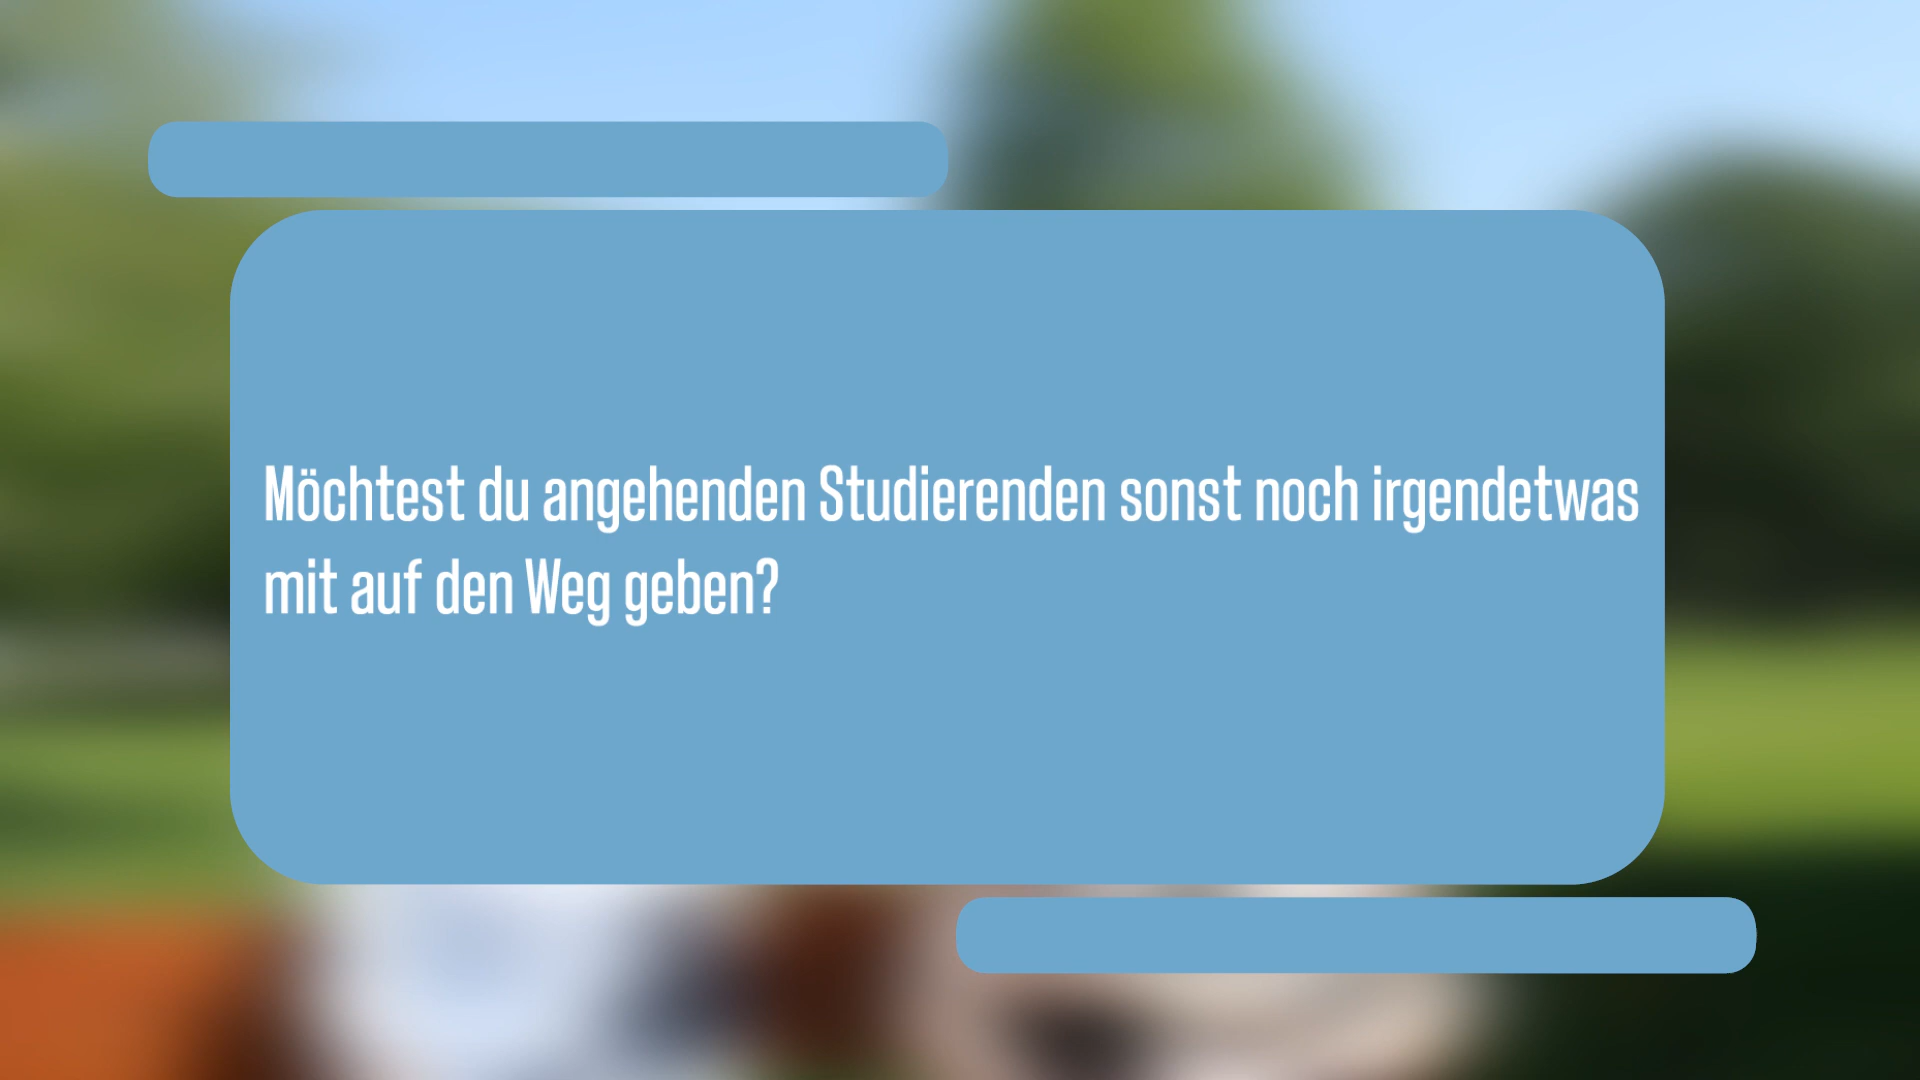 Möchtest du angehenden Studierenden sonst noch irgendetwas
mit auf den Weg geben?